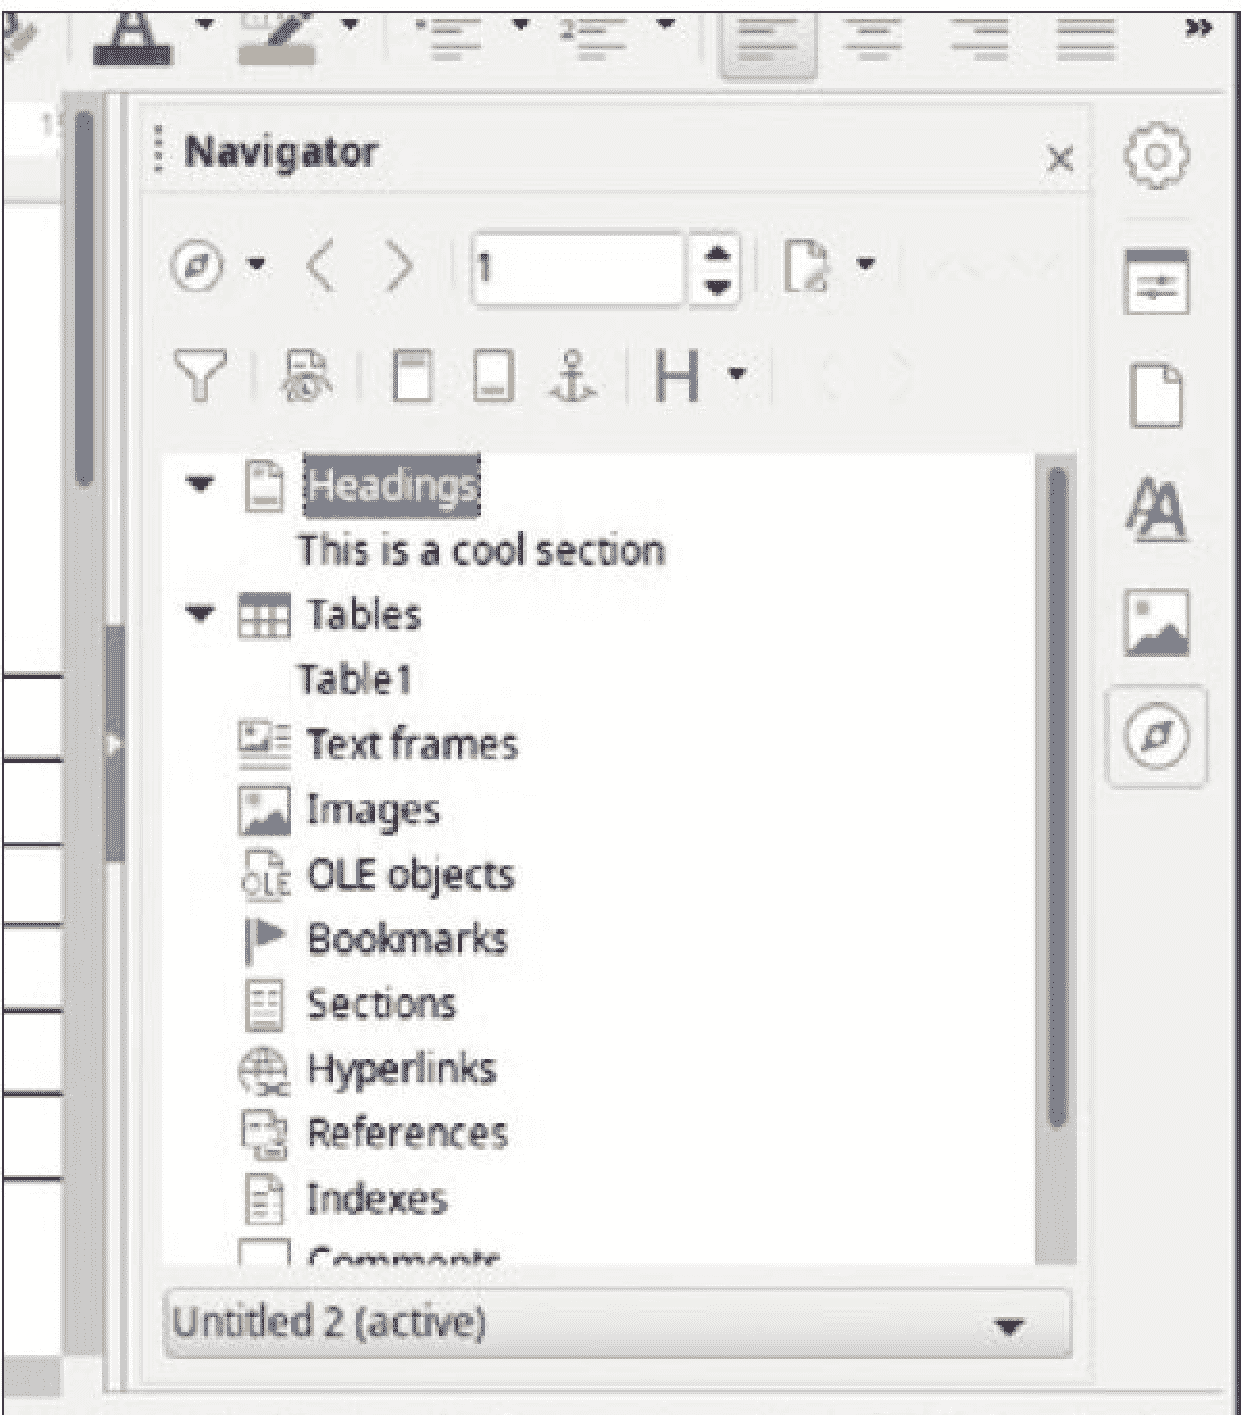 Navigator
1
H
Headings
This is a cool section
Tables
Table1
Text frames
Images
OLE objects
Bookmarks
Sections
Hyperlinks
References
Indexes
Comments
Untitled 2 (active)